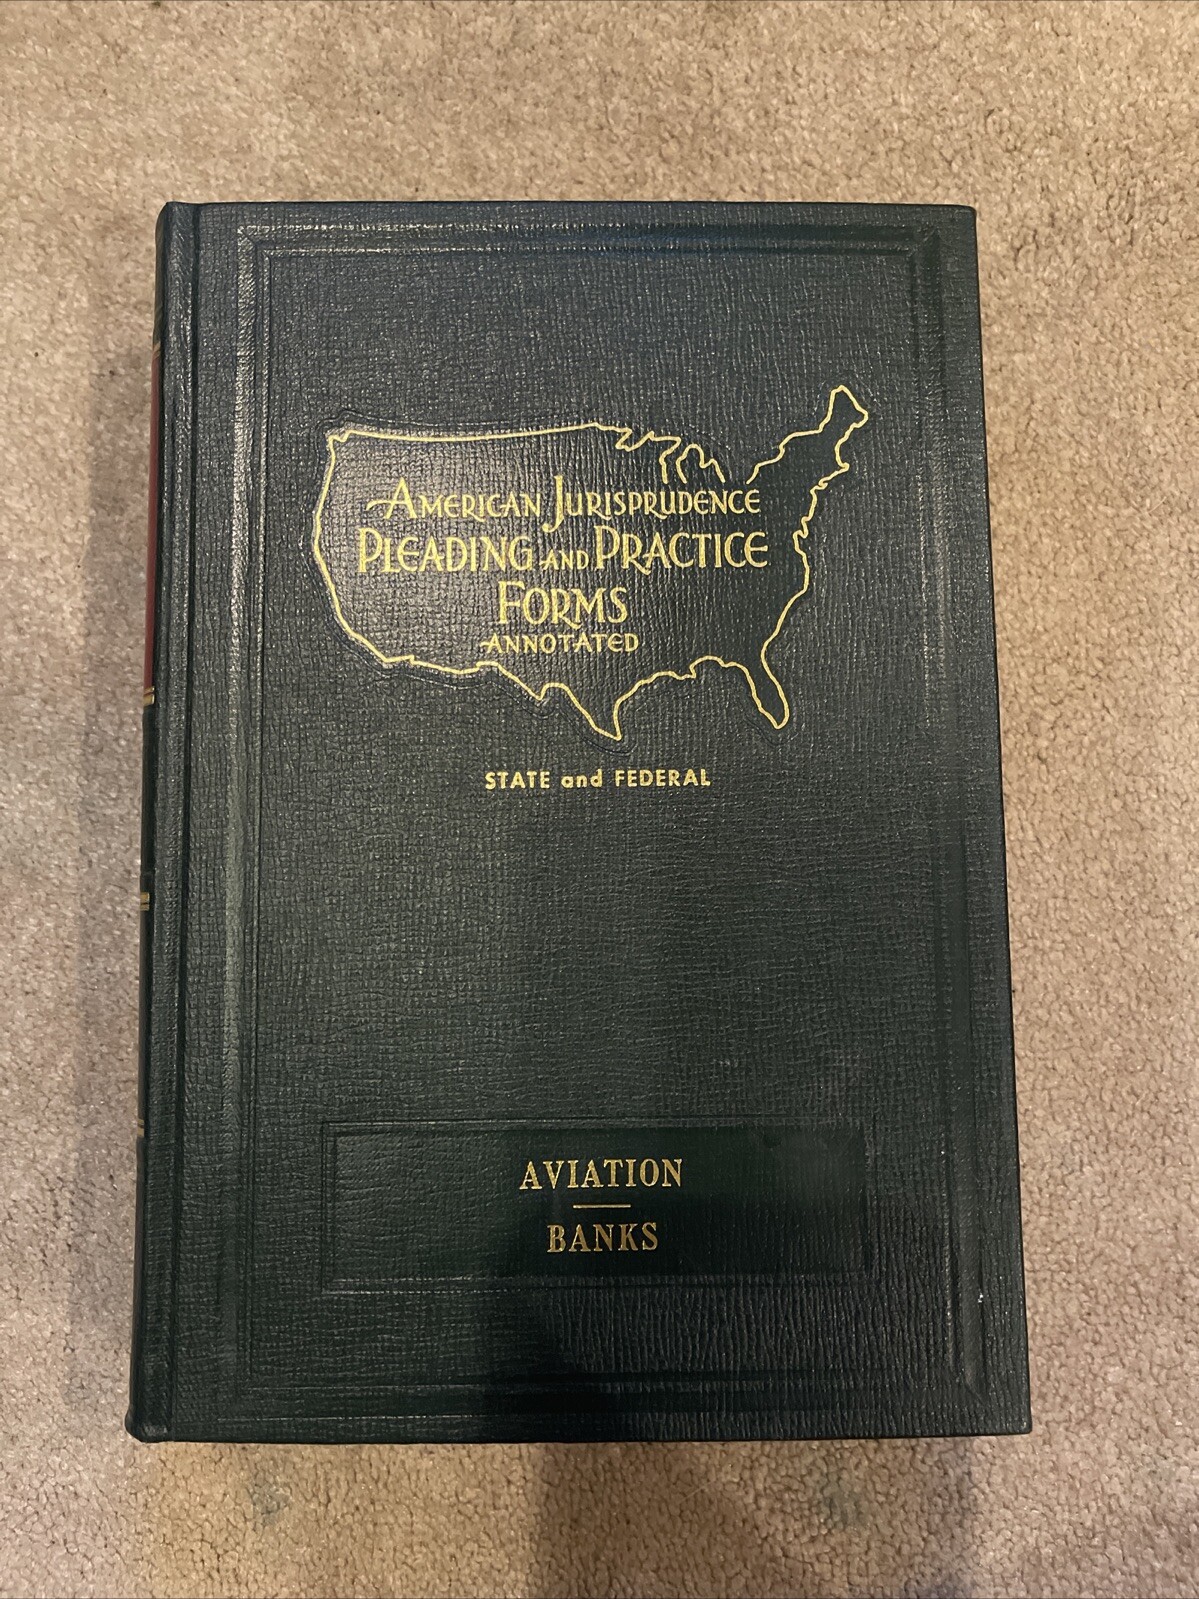 AMERICAN JURISPRUDENCE
PLEADING AND PRACTICE
FORMS
ANNOTATED
STATE and FEDERAL
AVIATION
BANKS